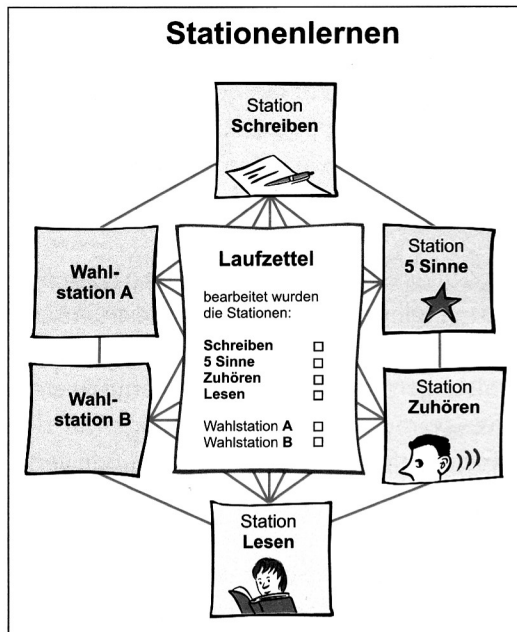 Stationenlernen
Station
Schreiben
Wahl-
station A
Station
5 Sinne
Laufzettel
bearbeitet wurden
die Stationen:
Schreiben
5 Sinne
Zuhören
Lesen
Wahlstation A
Wahlstation B
Wahl-
station B
Station
Zuhören
Station
Lesen